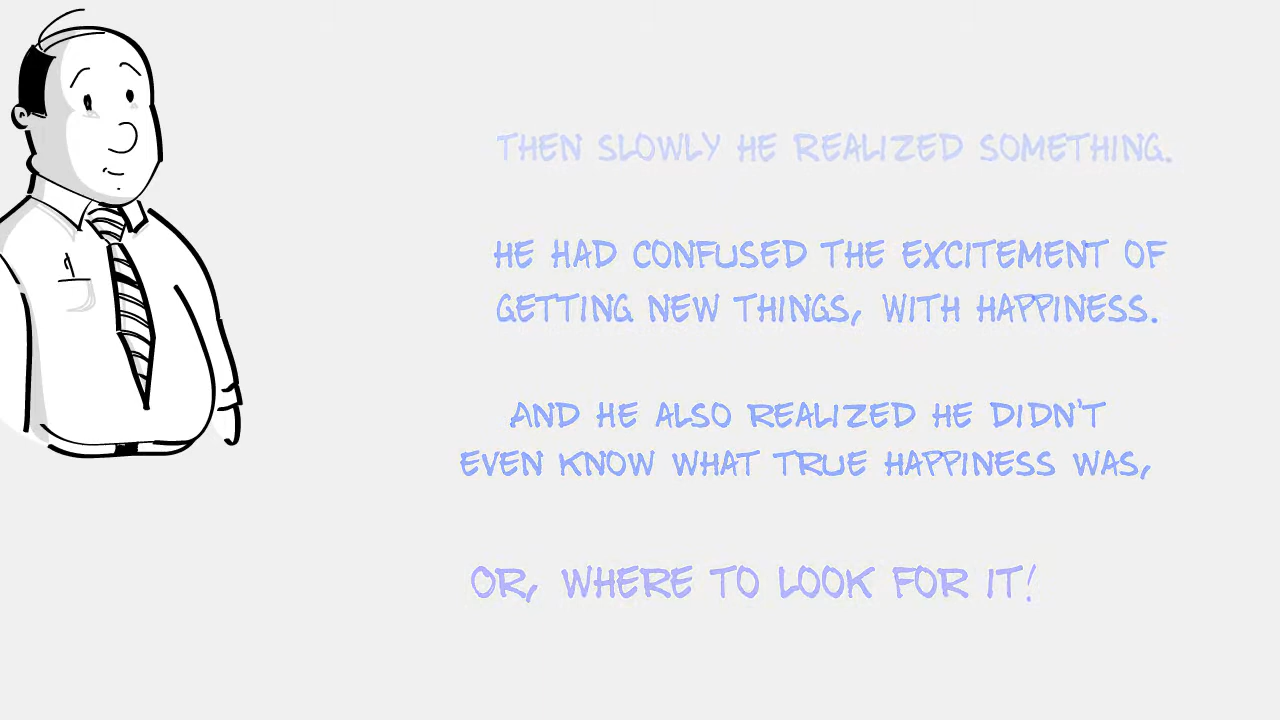 THEN SLOWLY HE REALIZED SOMETHING.
HE HAD CONFUSED THE EXCITEMENT OF
GETTING NEW THINGS, WITH HAPPINESS.
AND HE ALSO REALIZED HE DIDN'T
EVEN KNOW WHAT TRUE HAPPINESS WAS,
OR, WHERE TO LOOK FOR IT!